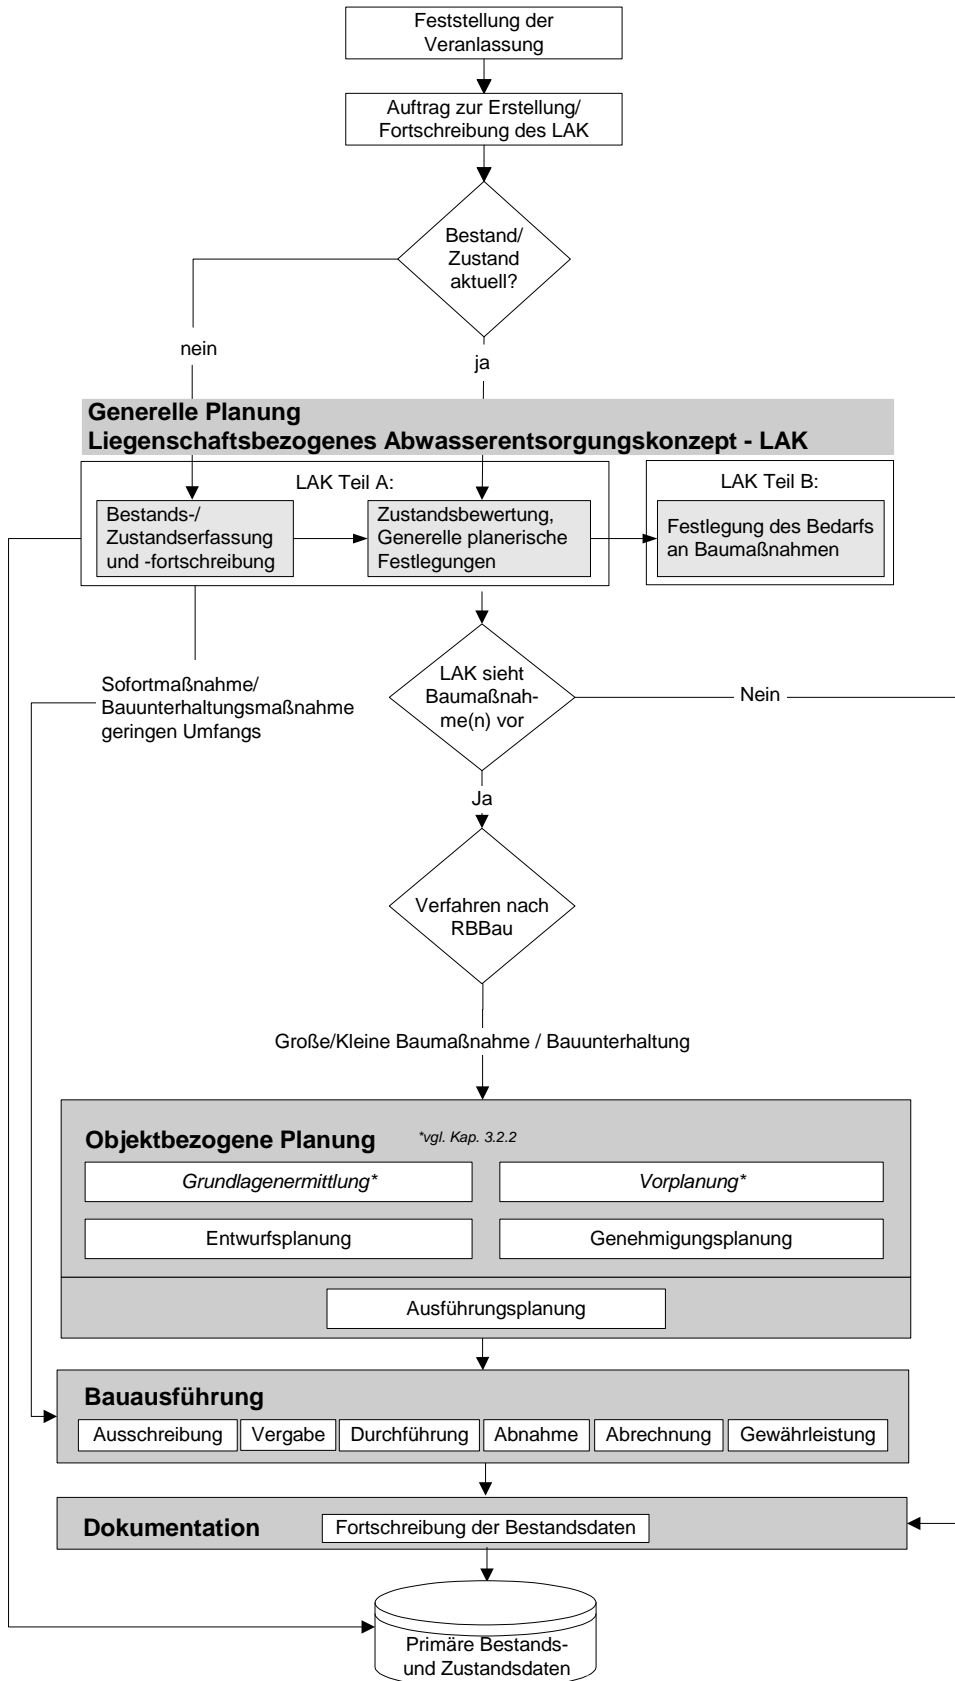 Feststellung der
Veranlassung
Auftrag zur Erstellung/
Fortschreibung des LAK
Bestand/
Zustand
aktuell?
nein
ja
Generelle Planung
Liegenschaftsbezogenes Abwasserentsorgungskonzept - LAK
LAK Teil A:
LAK Teil B:
Bestands-/
Zustandserfassung
und -fortschreibung
Zustandsbewertung,
Generelle planerische
Festlegungen
Festlegung des Bedarfs
an Baumaßnahmen
Sofortmaßnahme/
Bauunterhaltungsmaßnahme
geringen Umfangs
LAK sieht
Baumaßnah-
me(n) vor
Nein
Ja
Verfahren nach
RBBau
Große/Kleine Baumaßnahme / Bauunterhaltung
Objektbezogene Planung
*vgl. Kap. 3.2.2
Grundlagenermittlung*
Vorplanung*
Entwurfsplanung
Genehmigungsplanung
Ausführungsplanung
Bauausführung
Ausschreibung
Vergabe
Durchführung
Abnahme
Abrechnung
Gewährleistung
Dokumentation
Fortschreibung der Bestandsdaten
Primäre Bestands-
und Zustandsdaten